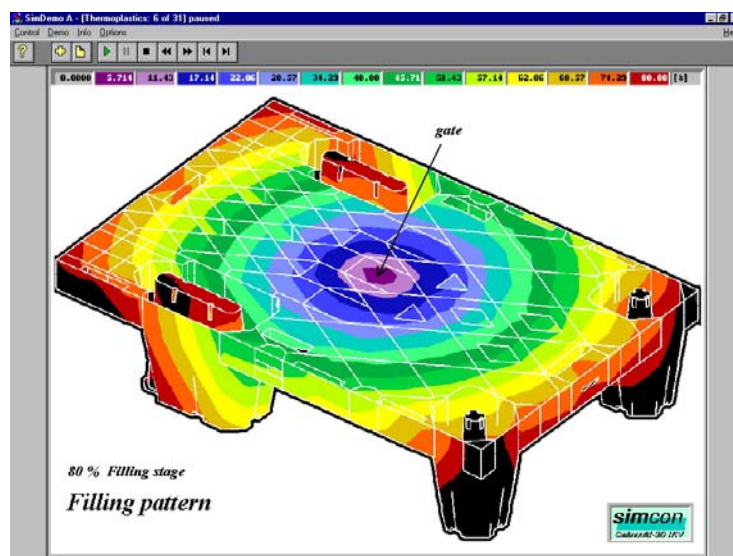 SimDemo A - [Thermoplastics: 6 of 31] paused
Control Demo Info Options
0.0000 5.714 11.43 17.14 22.86 28.57 34.29 40.00 45.71 51.43 57.14 62.86 68.57 74.29 80.00 [%]
gate
80 % Filling stage
Filling pattern
simcon